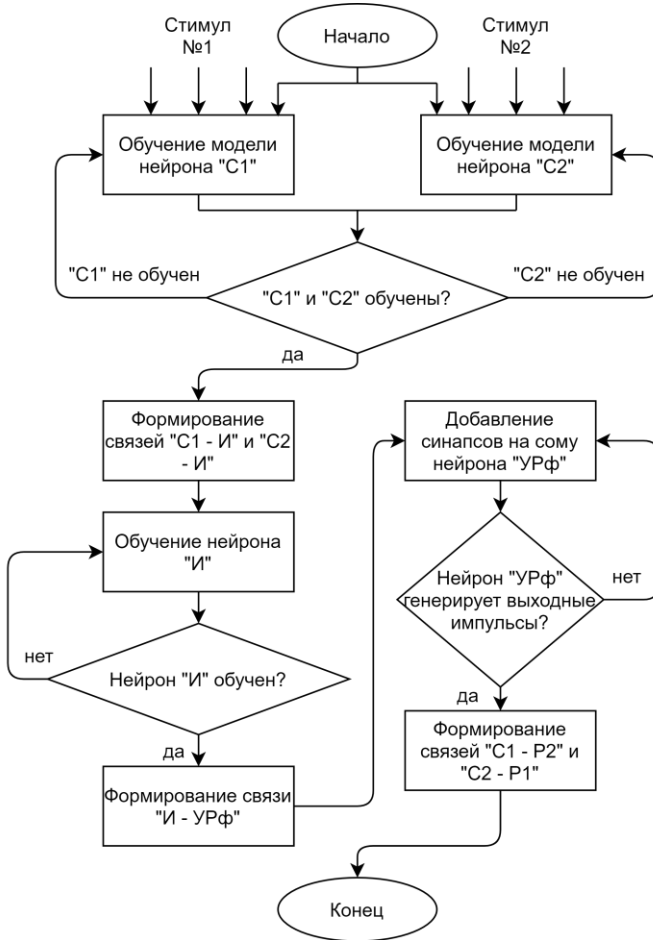 Стимул
№1
Начало
Стимул
№2
Обучение модели
нейрона "С1"
Обучение модели
нейрона "С2"
"С1" не обучен
"С2" не обучен
"С1" и "С2" обучены?
да
Формирование
связей "С1 - И" и "С2
- И"
Обучение нейрона
"И"
нет
Нейрон "И" обучен?
да
Формирование связи
"И - УРф"
Добавление
синапсов на сому
нейрона "УРф"
Нейрон "УРф"
генерирует выходные
импульсы?
нет
да
Формирование
связей "С1 - Р2" и
"С2 - Р1"
Конец